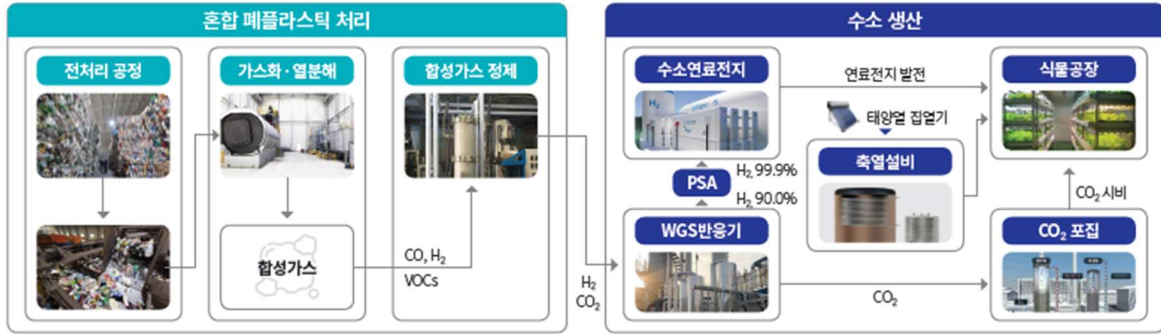 혼합 폐플라스틱 처리
전처리 공정
가스화·열분해
합성가스 정제
합성가스
CO, H₂
VOCs
H₂
CO₂
수소 생산
수소연료전지
연료전지 발전
식물공장
태양열 집열기
축열설비
H₂ 99.9%
PSA
H₂ 90.0%
WGS반응기
CO₂ 시비
CO₂ 포집
CO₂